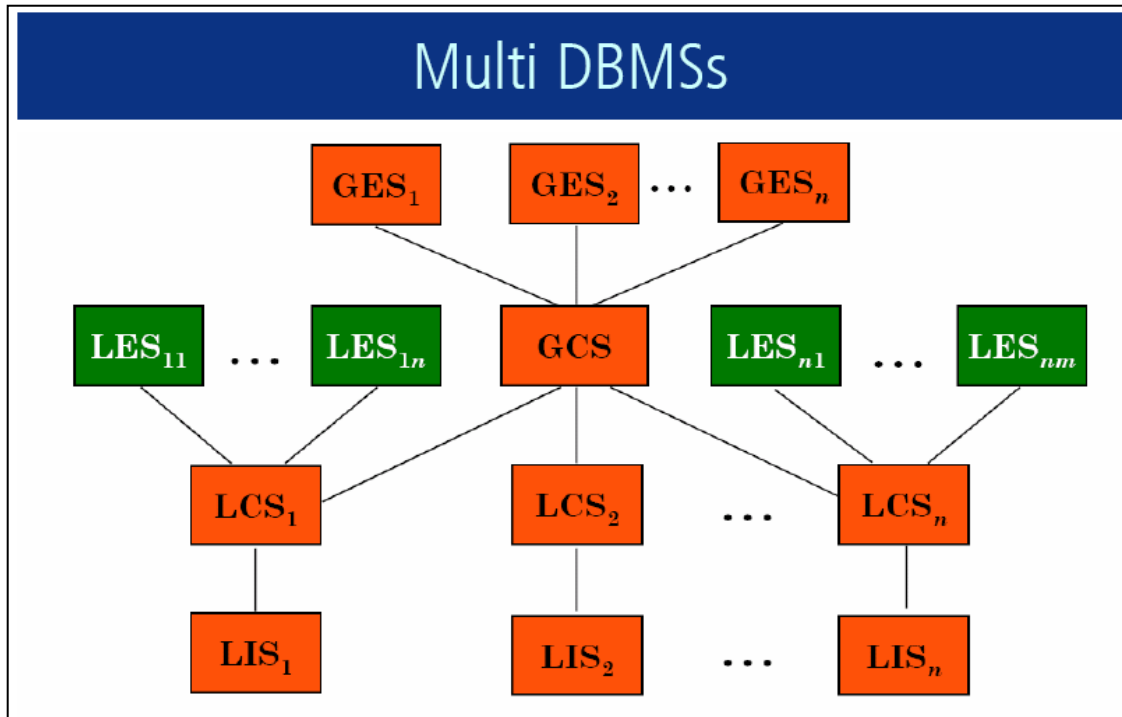 Multi DBMSs
GES₁ GES₂ ... GESₙ
LES₁₁ ... LES₁ₙ GCS LESₙ₁ ... LESₙₘ
LCS₁ LCS₂ ... LCSₙ
LIS₁ LIS₂ ... LISₙ